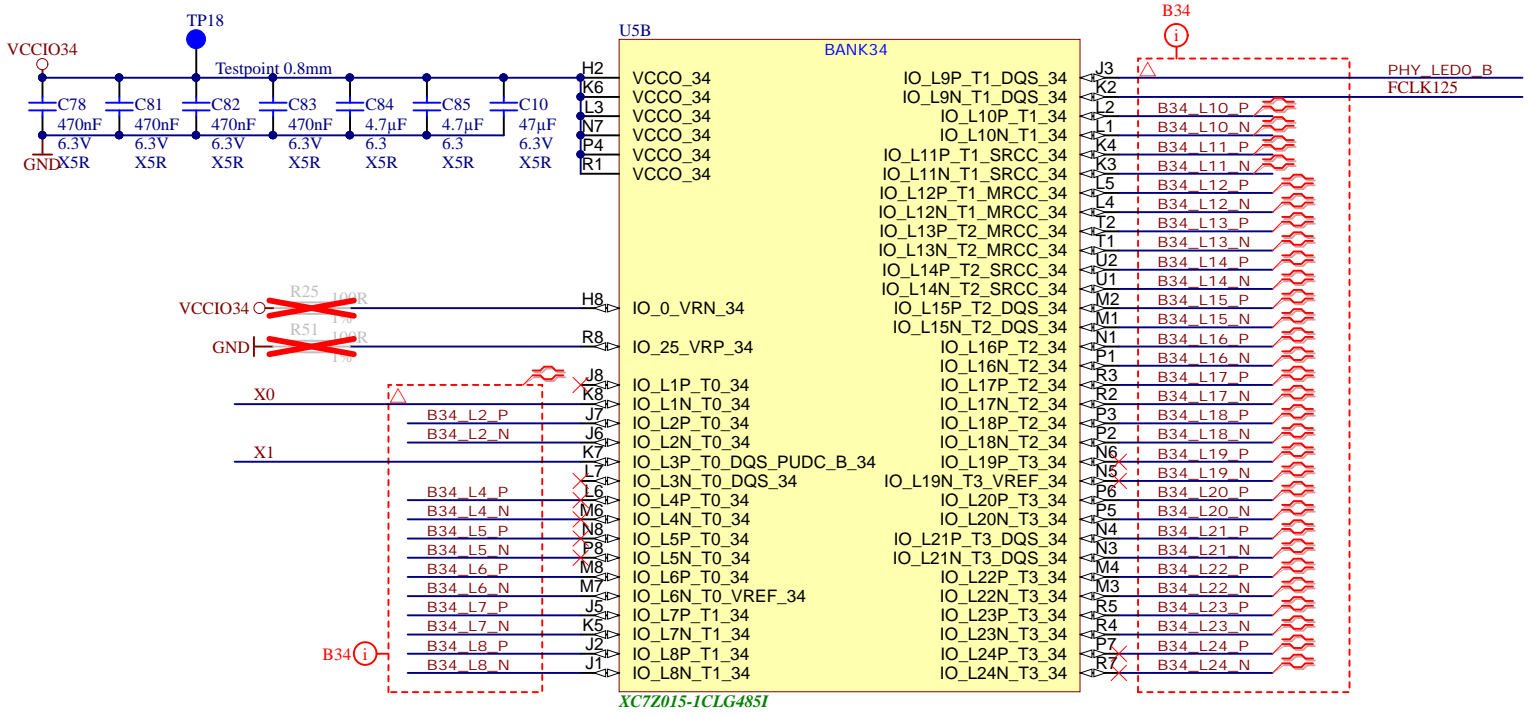 TP18
VCCIO34
Testpoint 0.8mm
C78
470nF
6.3V
X5R
C81
470nF
6.3V
X5R
C82
470nF
6.3V
X5R
C83
470nF
6.3V
X5R
C84
4.7µF
6.3
X5R
C85
4.7µF
6.3
X5R
C10
47µF
6.3V
X5R
GND
U5B
BANK34
H2 VCCO_34
K6 VCCO_34
L3 VCCO_34
N7 VCCO_34
P4 VCCO_34
R1 VCCO_34
VCCIO34 R25 100R 1% H8 IO_0_VRN_34
GND R51 100R 1% R8 IO_25_VRP_34
J8 IO_L1P_T0_34
X0 K8 IO_L1N_T0_34
B34_L2_P J7 IO_L2P_T0_34
B34_L2_N J6 IO_L2N_T0_34
X1 K7 IO_L3P_T0_DQS_PUDC_B_34
L7 IO_L3N_T0_DQS_34
B34_L4_P L6 IO_L4P_T0_34
B34_L4_N M6 IO_L4N_T0_34
B34_L5_P N8 IO_L5P_T0_34
B34_L5_N P8 IO_L5N_T0_34
B34_L6_P M8 IO_L6P_T0_34
B34_L6_N M7 IO_L6N_T0_VREF_34
B34_L7_P J5 IO_L7P_T1_34
B34_L7_N K5 IO_L7N_T1_34
B34_L8_P J2 IO_L8P_T1_34
B34_L8_N J1 IO_L8N_T1_34
B34 i
B34
i
IO_L9P_T1_DQS_34 J3 PHY_LED0_B
IO_L9N_T1_DQS_34 K2 FCLK125
IO_L10P_T1_34 L2 B34_L10_P
IO_L10N_T1_34 L1 B34_L10_N
IO_L11P_T1_SRCC_34 K4 B34_L11_P
IO_L11N_T1_SRCC_34 K3 B34_L11_N
IO_L12P_T1_MRCC_34 L5 B34_L12_P
IO_L12N_T1_MRCC_34 L4 B34_L12_N
IO_L13P_T2_MRCC_34 T2 B34_L13_P
IO_L13N_T2_MRCC_34 T1 B34_L13_N
IO_L14P_T2_SRCC_34 U2 B34_L14_P
IO_L14N_T2_SRCC_34 U1 B34_L14_N
IO_L15P_T2_DQS_34 M2 B34_L15_P
IO_L15N_T2_DQS_34 M1 B34_L15_N
IO_L16P_T2_34 N1 B34_L16_P
IO_L16N_T2_34 P1 B34_L16_N
IO_L17P_T2_34 R3 B34_L17_P
IO_L17N_T2_34 R2 B34_L17_N
IO_L18P_T2_34 P3 B34_L18_P
IO_L18N_T2_34 P2 B34_L18_N
IO_L19P_T3_34 N6 B34_L19_P
IO_L19N_T3_VREF_34 N5 B34_L19_N
IO_L20P_T3_34 P6 B34_L20_P
IO_L20N_T3_34 P5 B34_L20_N
IO_L21P_T3_DQS_34 N4 B34_L21_P
IO_L21N_T3_DQS_34 N3 B34_L21_N
IO_L22P_T3_34 M4 B34_L22_P
IO_L22N_T3_34 M3 B34_L22_N
IO_L23P_T3_34 R5 B34_L23_P
IO_L23N_T3_34 R4 B34_L23_N
IO_L24P_T3_34 P7 B34_L24_P
IO_L24N_T3_34 R7 B34_L24_N
XC7Z015-1CLG485I